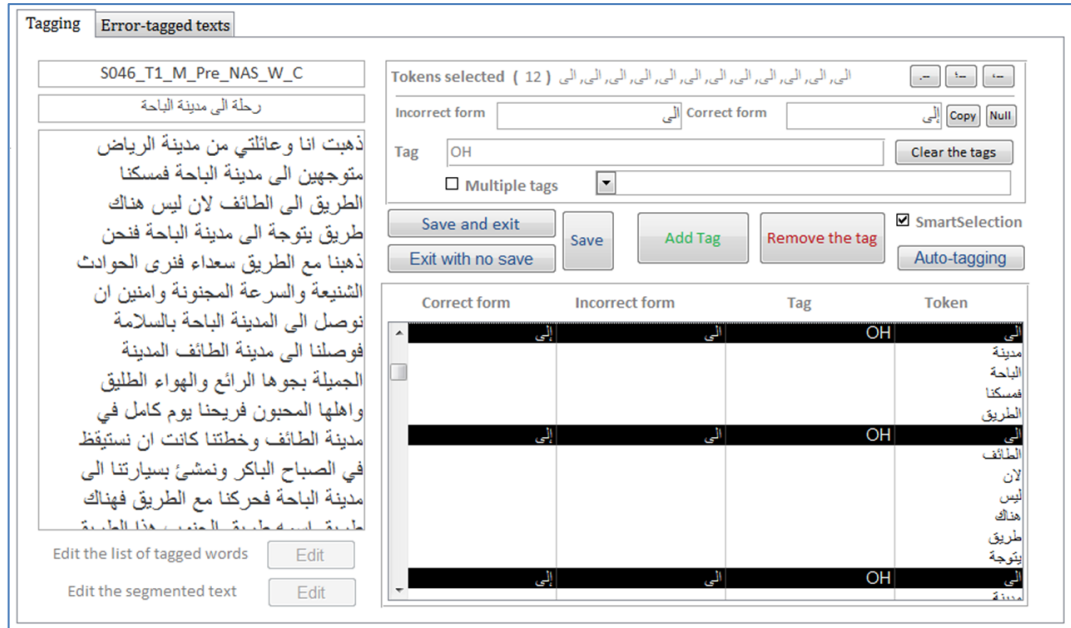 Tagging Error-tagged texts
S046_T1_M_Pre_NAS_W_C
رحلة الى مدينة الباحة
ذهبت انا وعائلتي من مدينة الرياض
متوجهين الى مدينة الباحة فمسكنا
الطريق الى الطائف لان ليس هناك
طريق يتوجة الى مدينة الباحة فنحن
ذهبنا مع الطريق سعداء فنرى الحوادث
الشنيعة والسرعة المجنونة وامنين ان
نوصل الى المدينة الباحة بالسلامة
فوصلنا الى مدينة الطائف المدينة
الجميلة بجوها الرائع والهواء الطليق
واهلها المحبون فريحنا يوم كامل في
مدينة الطائف وخطتنا كانت ان نستيقظ
في الصباح الباكر ونمشئ بسيارتنا الى
مدينة الباحة فحركنا مع الطريق فهناك
طريق اسمه طريق الجنوب هذا الطريق
Edit the list of tagged words Edit
Edit the segmented text Edit
Tokens selected ( 12 ) الى, الى, الى, الى, الى, الى, الى, الى, الى, الى, الى, الى
Incorrect form الى Correct form إلى Copy Null
Tag OH Clear the tags
Multiple tags
Save and exit Save Add Tag Remove the tag SmartSelection
Exit with no save Auto-tagging
Correct form Incorrect form Tag Token
إلى الى OH الى
مدينة
الباحة
فمسكنا
الطريق
إلى الى OH الى
الطائف
لان
ليس
هناك
طريق
يتوجة
إلى الى OH الى
مدينة